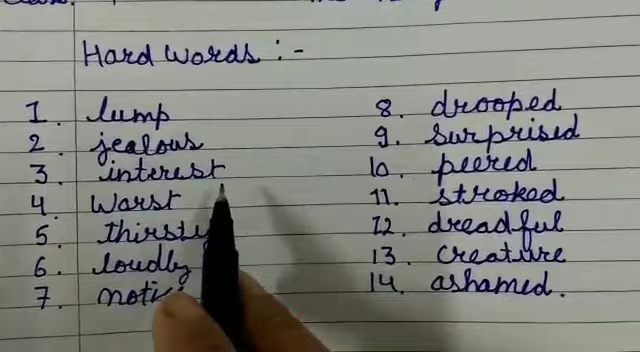 Hard Words :-
1. lump
2. jealous
3. interest
4. Worst
5. thirsty
6. loudly
7.
8. drooped
9. surprised
10. peered
11. stroked
12. dreadful
13. creature
14. ashamed.